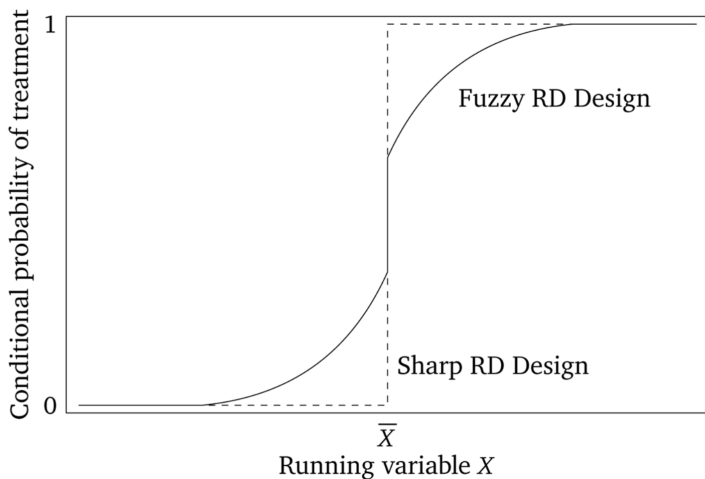 Conditional probability of treatment
1
Fuzzy RD Design
Sharp RD Design
0
X̅
Running variable X